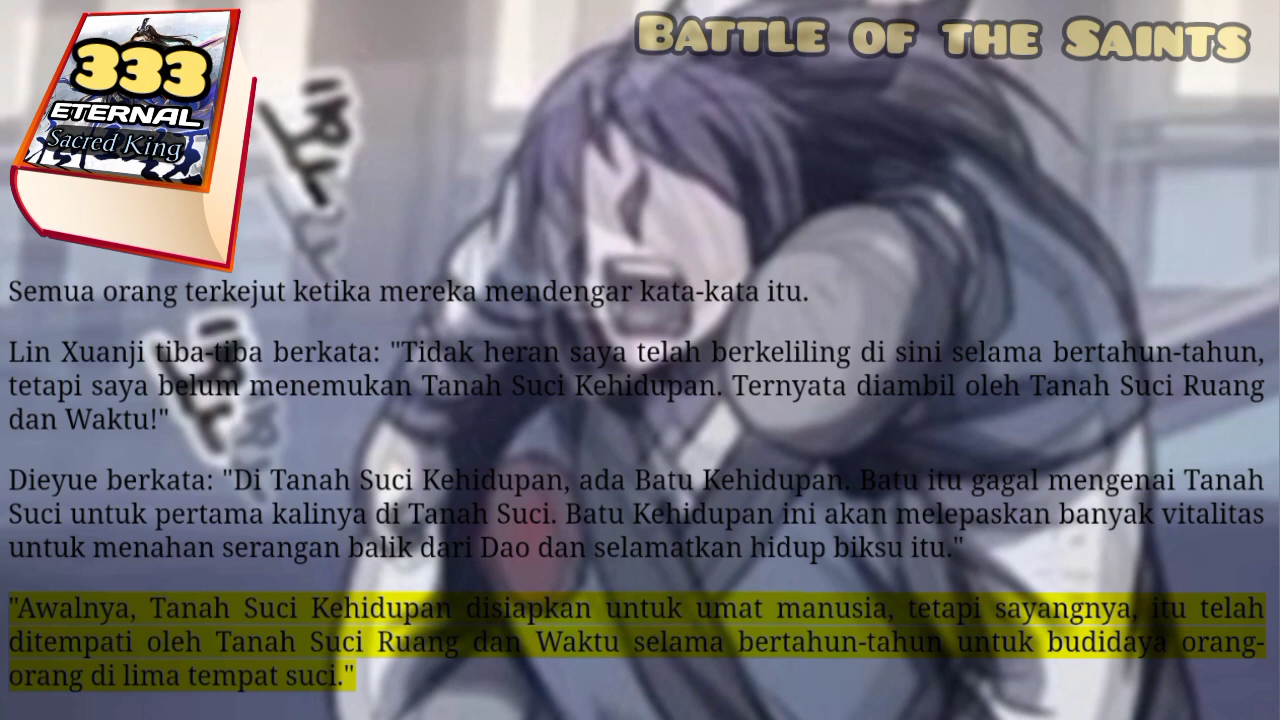 Battle of the Saints
333
ETERNAL
Sacred King
Semua orang terkejut ketika mereka mendengar kata-kata itu.
Lin Xuanji tiba-tiba berkata: "Tidak heran saya telah berkeliling di sini selama bertahun-tahun,
tetapi saya belum menemukan Tanah Suci Kehidupan. Ternyata diambil oleh Tanah Suci Ruang
dan Waktu!"
Dieyue berkata: "Di Tanah Suci Kehidupan, ada Batu Kehidupan. Batu itu gagal mengenai Tanah
Suci untuk pertama kalinya di Tanah Suci. Batu Kehidupan ini akan melepaskan banyak vitalitas
untuk menahan serangan balik dari Dao dan selamatkan hidup biksu itu."
"Awalnya, Tanah Suci Kehidupan disiapkan untuk umat manusia, tetapi sayangnya, itu telah
ditempati oleh Tanah Suci Ruang dan Waktu selama bertahun-tahun untuk budidaya orang-
orang di lima tempat suci."